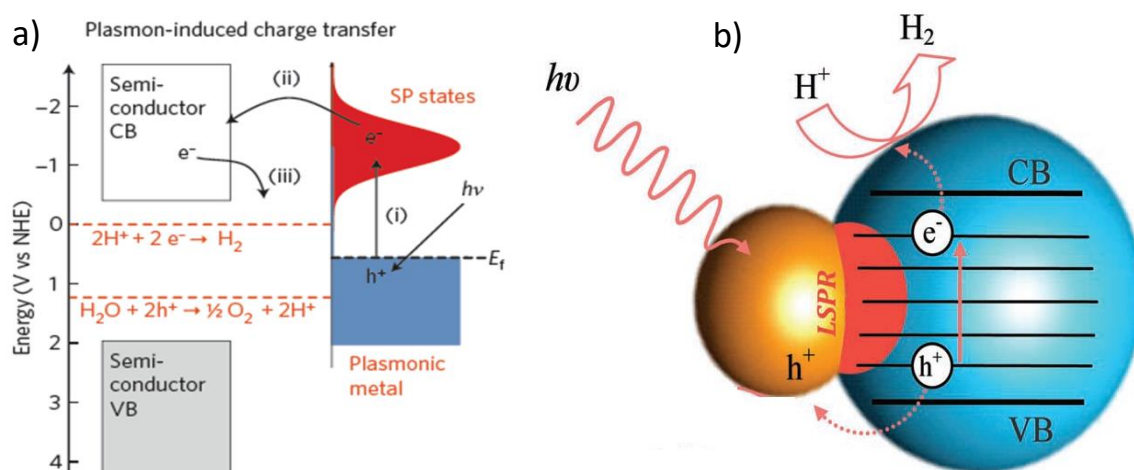 a)
Plasmon-induced charge transfer
Semi-
conductor
CB
(ii)
SP states
e⁻
e⁻
(iii)
(i)
hν
2H⁺ + 2 e⁻→ H₂
h⁺
E_f
H₂O + 2h⁺→ ½ O₂ + 2H⁺
Semi-
conductor
VB
Plasmonic
metal
Energy (V vs NHE)
−2
−1
0
1
2
3
4
b)
hυ
H⁺
H₂
CB
e⁻
LSPR
h⁺
h⁺
VB